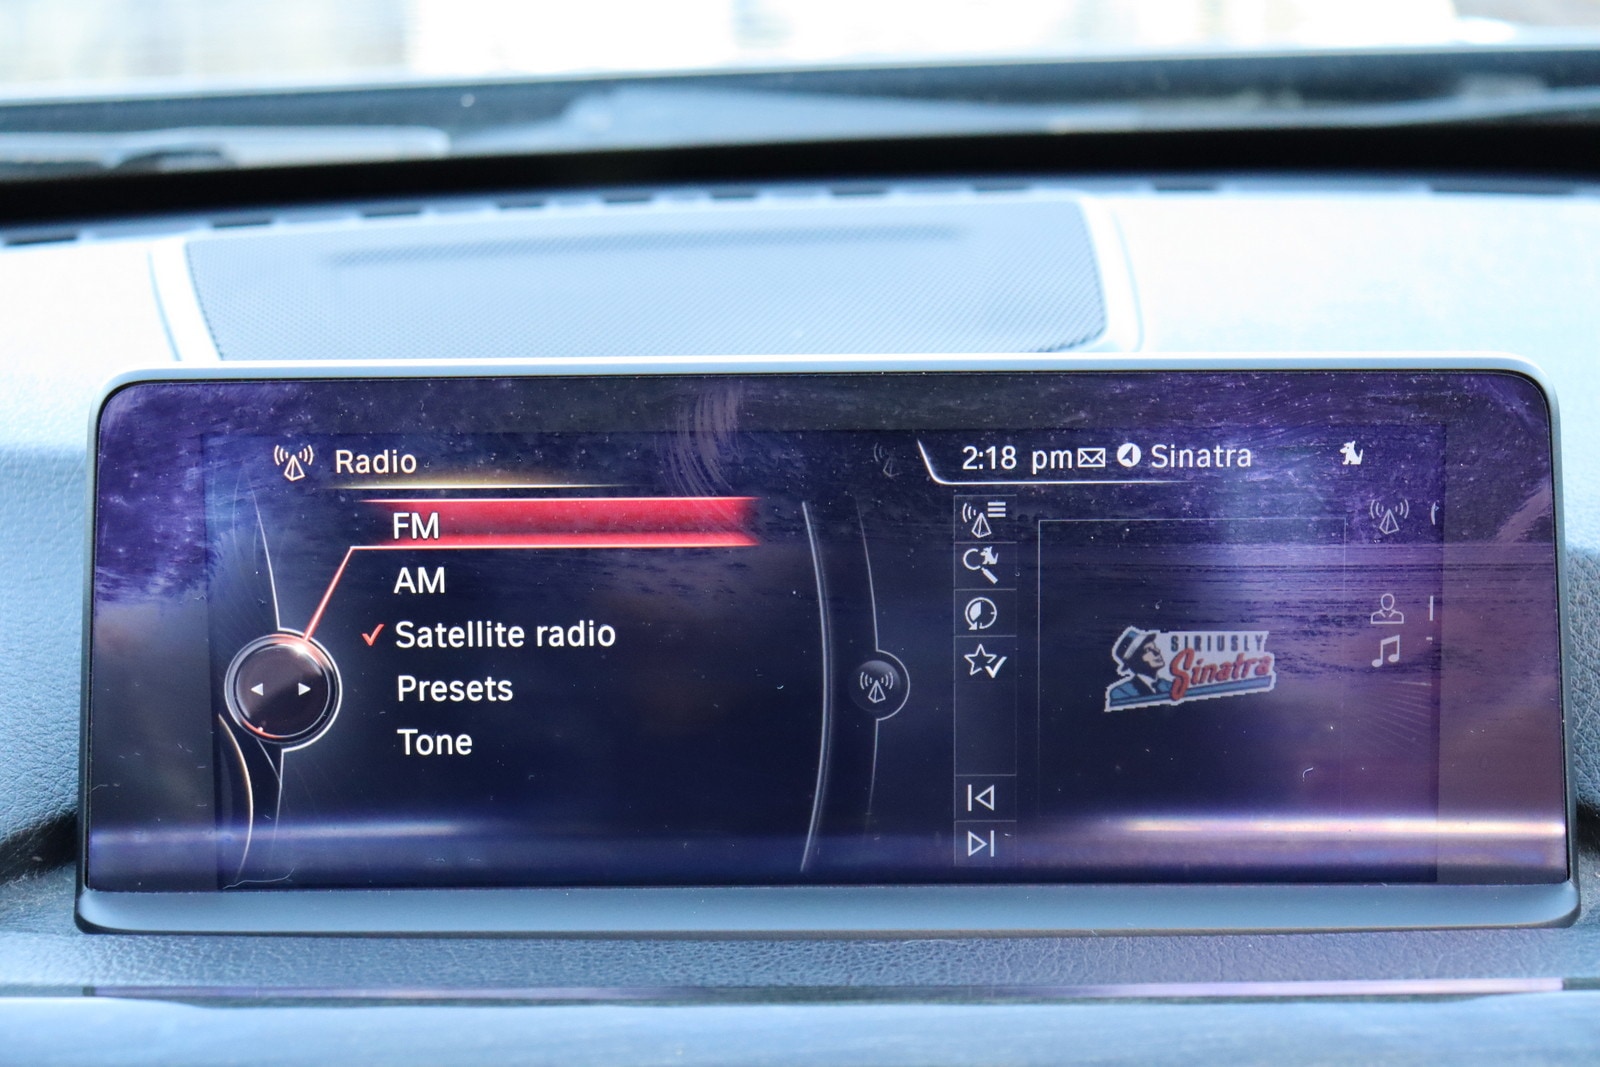 Radio
2:18 pm Sinatra
FM
AM
Satellite radio
Presets
Tone
SIRIUSLY
Sinatra